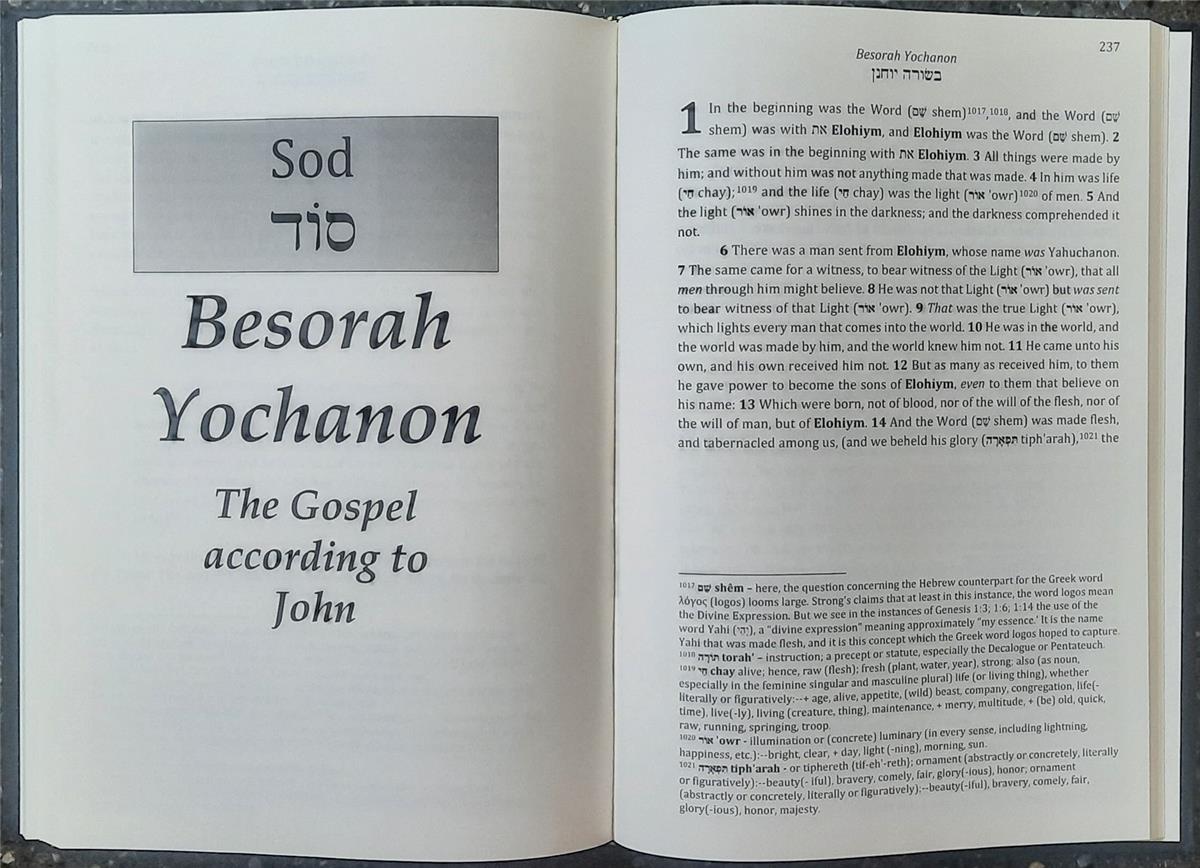 Sod
סוֹד
Besorah
Yochanon
The Gospel
according to
John
237
Besorah Yochanon
בשׂורה יוחנן
1 In the beginning was the Word (שֵׁם shem)1017,1018, and the Word (שֵׁם
shem) was with את Elohiym, and Elohiym was the Word (שֵׁם shem). 2
The same was in the beginning with את Elohiym. 3 All things were made by
him; and without him was not anything made that was made. 4 In him was life
(חַי chay);1019 and the life (חַי chay) was the light (אוֹר 'owr)1020 of men. 5 And
the light (אוֹר 'owr) shines in the darkness; and the darkness comprehended it
not.
6 There was a man sent from Elohiym, whose name was Yahuchanon.
7 The same came for a witness, to bear witness of the Light (אוֹר 'owr), that all
men through him might believe. 8 He was not that Light (אוֹר 'owr) but was sent
to bear witness of that Light (אוֹר 'owr). 9 That was the true Light (אוֹר 'owr),
which lights every man that comes into the world. 10 He was in the world, and
the world was made by him, and the world knew him not. 11 He came unto his
own, and his own received him not. 12 But as many as received him, to them
he gave power to become the sons of Elohiym, even to them that believe on
his name: 13 Which were born, not of blood, nor of the will of the flesh, nor of
the will of man, but of Elohiym. 14 And the Word (שֵׁם shem) was made flesh,
and tabernacled among us, (and we beheld his glory (תִּפְאָרָה tiph'arah),1021 the
1017 שֵׁם shêm – here, the question concerning the Hebrew counterpart for the Greek word
λόγος (logos) looms large. Strong's claims that at least in this instance, the word logos mean
the Divine Expression. But we see in the instances of Genesis 1:3; 1:6; 1:14 the use of the
word Yahi (יְהִי), a "divine expression" meaning approximately "my essence.' It is the name
Yahi that was made flesh, and it is this concept which the Greek word logos hoped to capture.
1018 תּוֹרָה torah' – instruction; a precept or statute, especially the Decalogue or Pentateuch.
1019 חַי chay alive; hence, raw (flesh); fresh (plant, water, year), strong; also (as noun,
especially in the feminine singular and masculine plural) life (or living thing), whether
literally or figuratively:--+ age, alive, appetite, (wild) beast, company, congregation, life(-
time), live(-ly), living (creature, thing), maintenance, + merry, multitude, + (be) old, quick,
raw, running, springing, troop.
1020 אוֹר 'owr - illumination or (concrete) luminary (in every sense, including lightning,
happiness, etc.):--bright, clear, + day, light (-ning), morning, sun.
1021 תִּפְאָרָה tiph'arah - or tiphereth (tif-eh'-reth); ornament (abstractly or concretely, literally
or figuratively):--beauty(- iful), bravery, comely, fair, glory(-ious), honor; ornament
(abstractly or concretely, literally or figuratively):--beauty(-iful), bravery, comely, fair,
glory(-ious), honor, majesty.